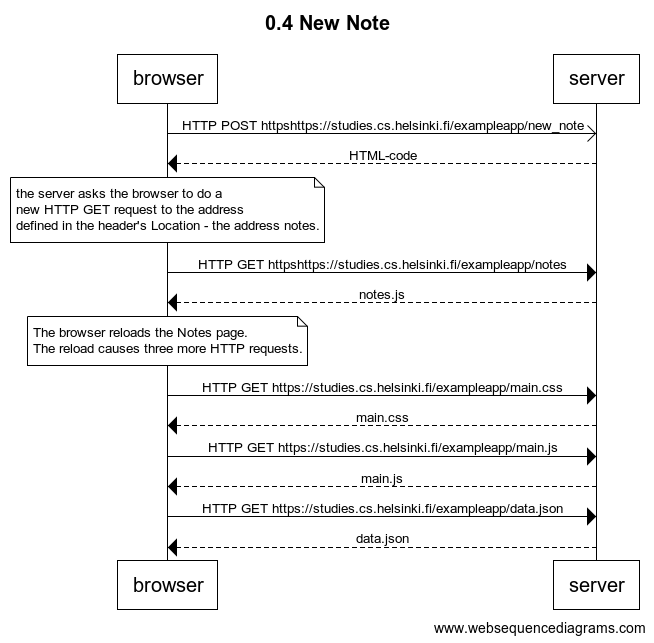 0.4 New Note
browser
server
HTTP POST httpshttps://studies.cs.helsinki.fi/exampleapp/new_note
HTML-code
the server asks the browser to do a
new HTTP GET request to the address
defined in the header's Location - the address notes.
HTTP GET httpshttps://studies.cs.helsinki.fi/exampleapp/notes
notes.js
The browser reloads the Notes page.
The reload causes three more HTTP requests.
HTTP GET https://studies.cs.helsinki.fi/exampleapp/main.css
main.css
HTTP GET https://studies.cs.helsinki.fi/exampleapp/main.js
main.js
HTTP GET https://studies.cs.helsinki.fi/exampleapp/data.json
data.json
browser
server
www.websequencediagrams.com